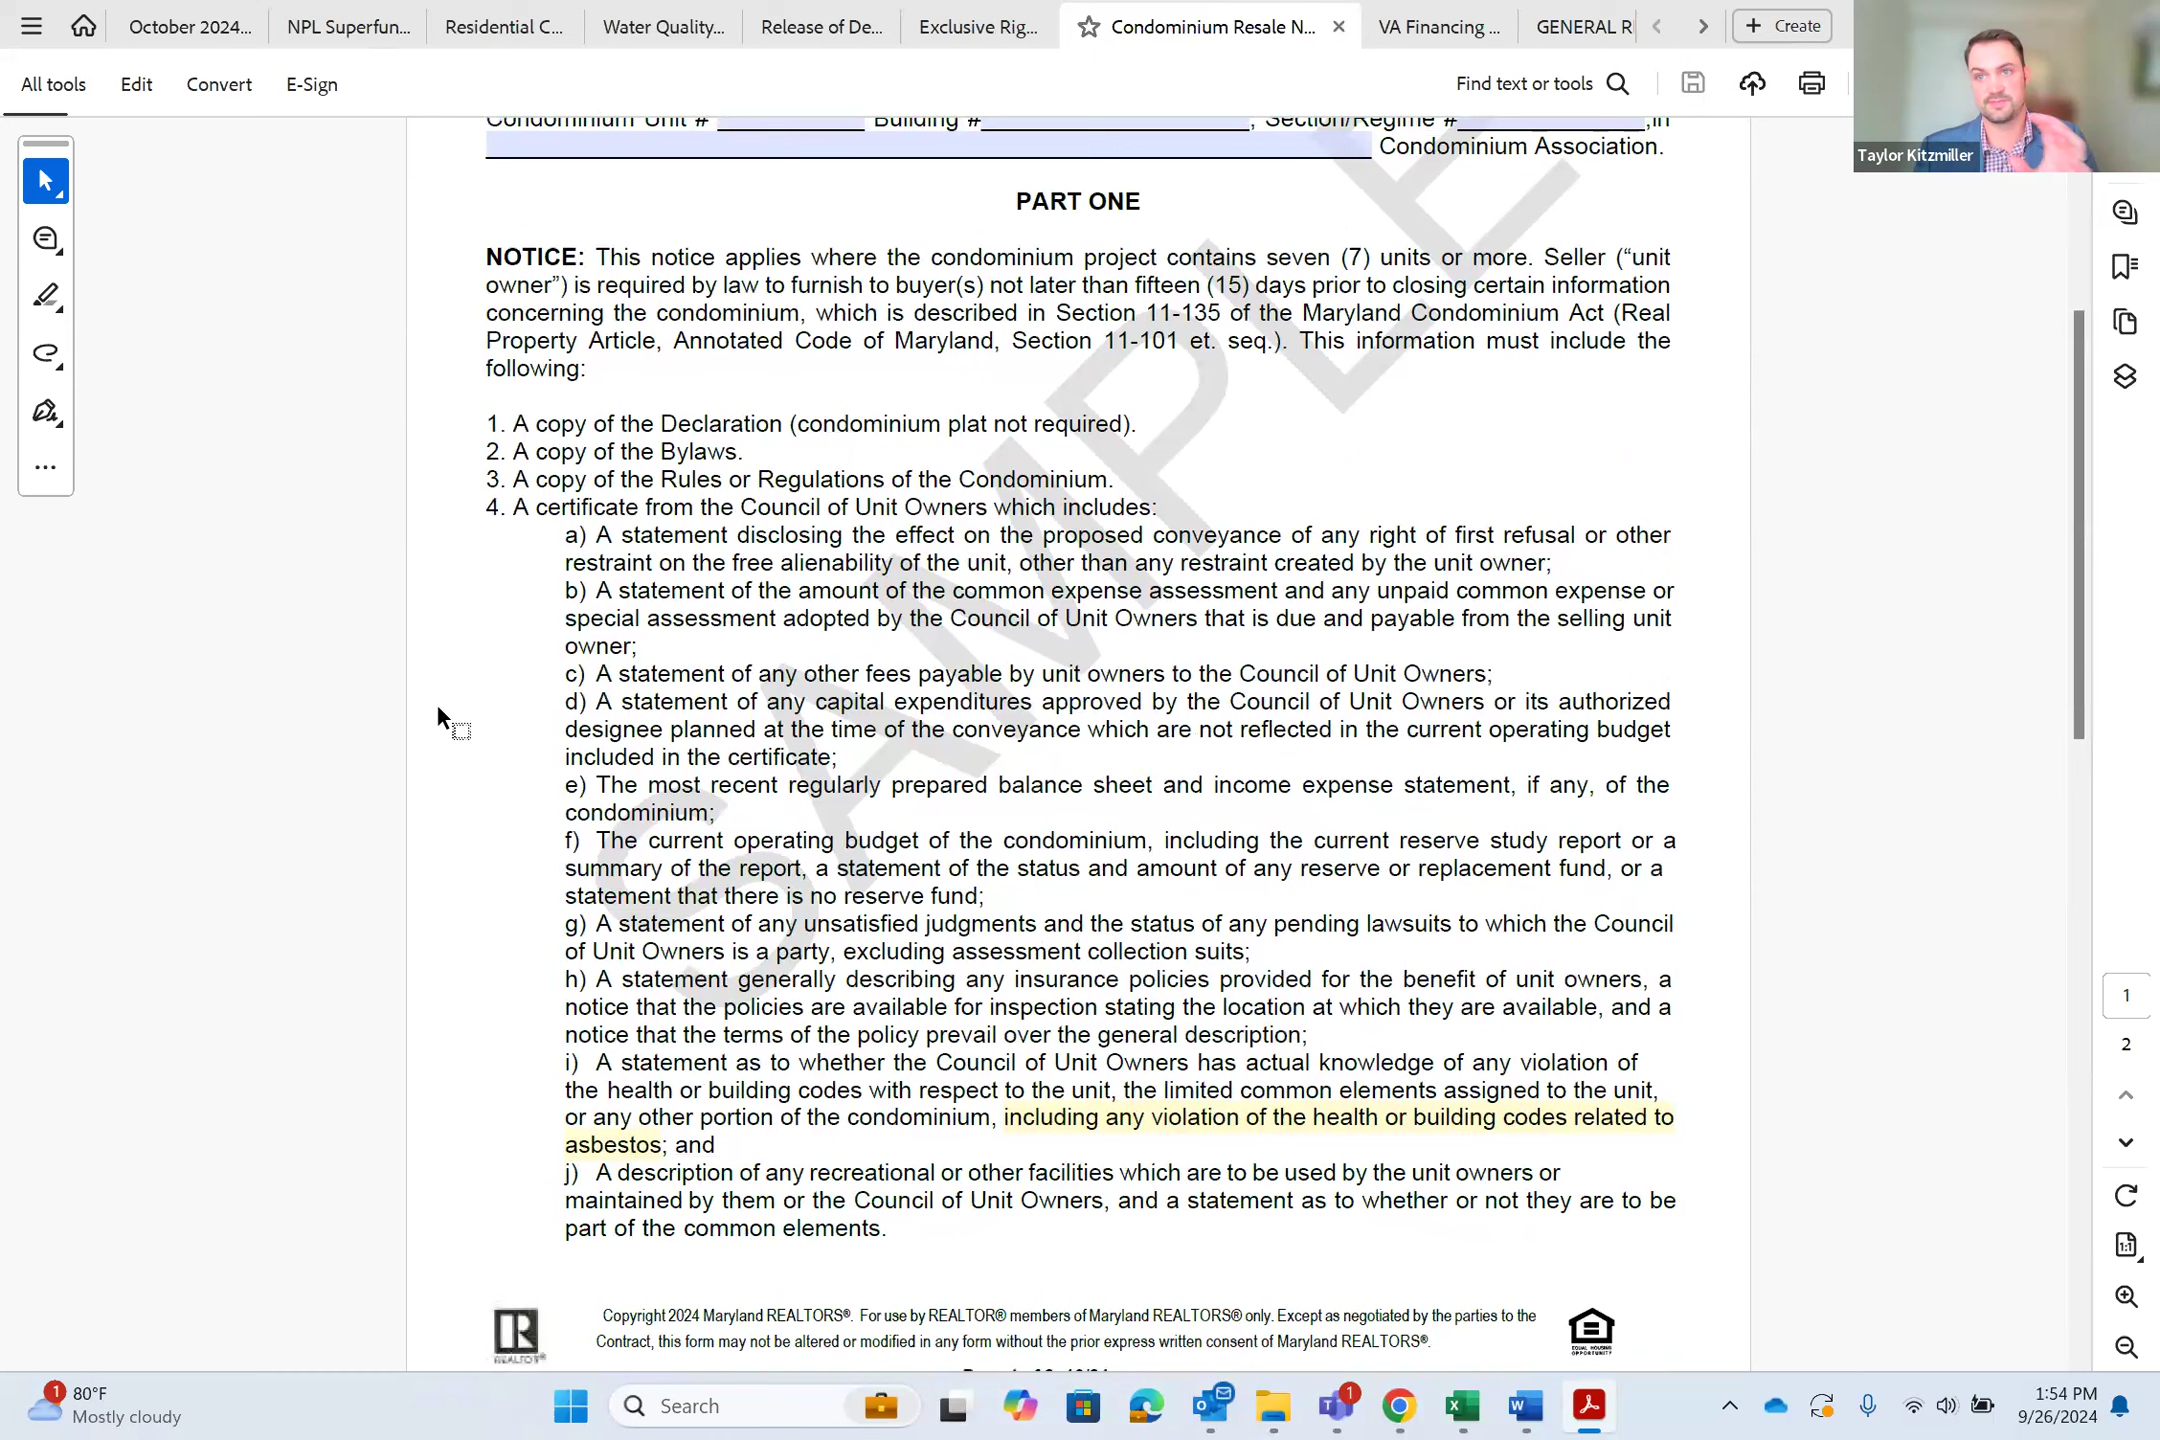 October 2024...
NPL Superfun...
Residential C...
Water Quality...
Release of De...
Exclusive Rig...
Condominium Resale N...
VA Financing ...
GENERAL R
Create
All tools
Edit
Convert
E-Sign
Find text or tools
Taylor Kitzmiller
Condominium Unit # Building # , Section/Regime # ,in
Condominium Association.
PART ONE
NOTICE: This notice applies where the condominium project contains seven (7) units or more. Seller (“unit
owner”) is required by law to furnish to buyer(s) not later than fifteen (15) days prior to closing certain information
concerning the condominium, which is described in Section 11-135 of the Maryland Condominium Act (Real
Property Article, Annotated Code of Maryland, Section 11-101 et. seq.). This information must include the
following:
1. A copy of the Declaration (condominium plat not required).
2. A copy of the Bylaws.
3. A copy of the Rules or Regulations of the Condominium.
4. A certificate from the Council of Unit Owners which includes:
a) A statement disclosing the effect on the proposed conveyance of any right of first refusal or other
restraint on the free alienability of the unit, other than any restraint created by the unit owner;
b) A statement of the amount of the common expense assessment and any unpaid common expense or
special assessment adopted by the Council of Unit Owners that is due and payable from the selling unit
owner;
c) A statement of any other fees payable by unit owners to the Council of Unit Owners;
d) A statement of any capital expenditures approved by the Council of Unit Owners or its authorized
designee planned at the time of the conveyance which are not reflected in the current operating budget
included in the certificate;
e) The most recent regularly prepared balance sheet and income expense statement, if any, of the
condominium;
f) The current operating budget of the condominium, including the current reserve study report or a
summary of the report, a statement of the status and amount of any reserve or replacement fund, or a
statement that there is no reserve fund;
g) A statement of any unsatisfied judgments and the status of any pending lawsuits to which the Council
of Unit Owners is a party, excluding assessment collection suits;
h) A statement generally describing any insurance policies provided for the benefit of unit owners, a
notice that the policies are available for inspection stating the location at which they are available, and a
notice that the terms of the policy prevail over the general description;
i) A statement as to whether the Council of Unit Owners has actual knowledge of any violation of
the health or building codes with respect to the unit, the limited common elements assigned to the unit,
or any other portion of the condominium, including any violation of the health or building codes related to
asbestos; and
j) A description of any recreational or other facilities which are to be used by the unit owners or
maintained by them or the Council of Unit Owners, and a statement as to whether or not they are to be
part of the common elements.
SAMPLE
Copyright 2024 Maryland REALTORS®. For use by REALTOR® members of Maryland REALTORS® only. Except as negotiated by the parties to the
Contract, this form may not be altered or modified in any form without the prior express written consent of Maryland REALTORS®.
REALTOR®
EQUAL HOUSING
OPPORTUNITY
1
2
1
80°F
Mostly cloudy
Search
1
1:54 PM
9/26/2024